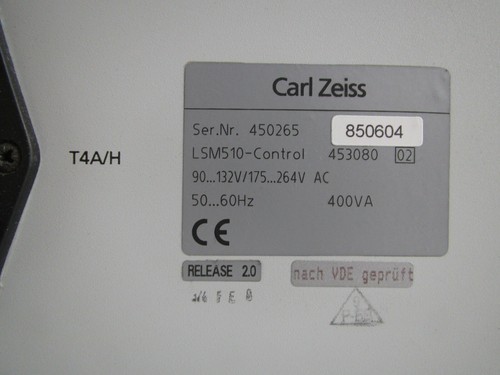 Carl Zeiss
Ser.Nr. 450265 850604
LSM510-Control 453080 02
90...132V/175...264V AC
50...60Hz 400VA
CE
T4A/H
RELEASE 2.0
nach VDE geprüft